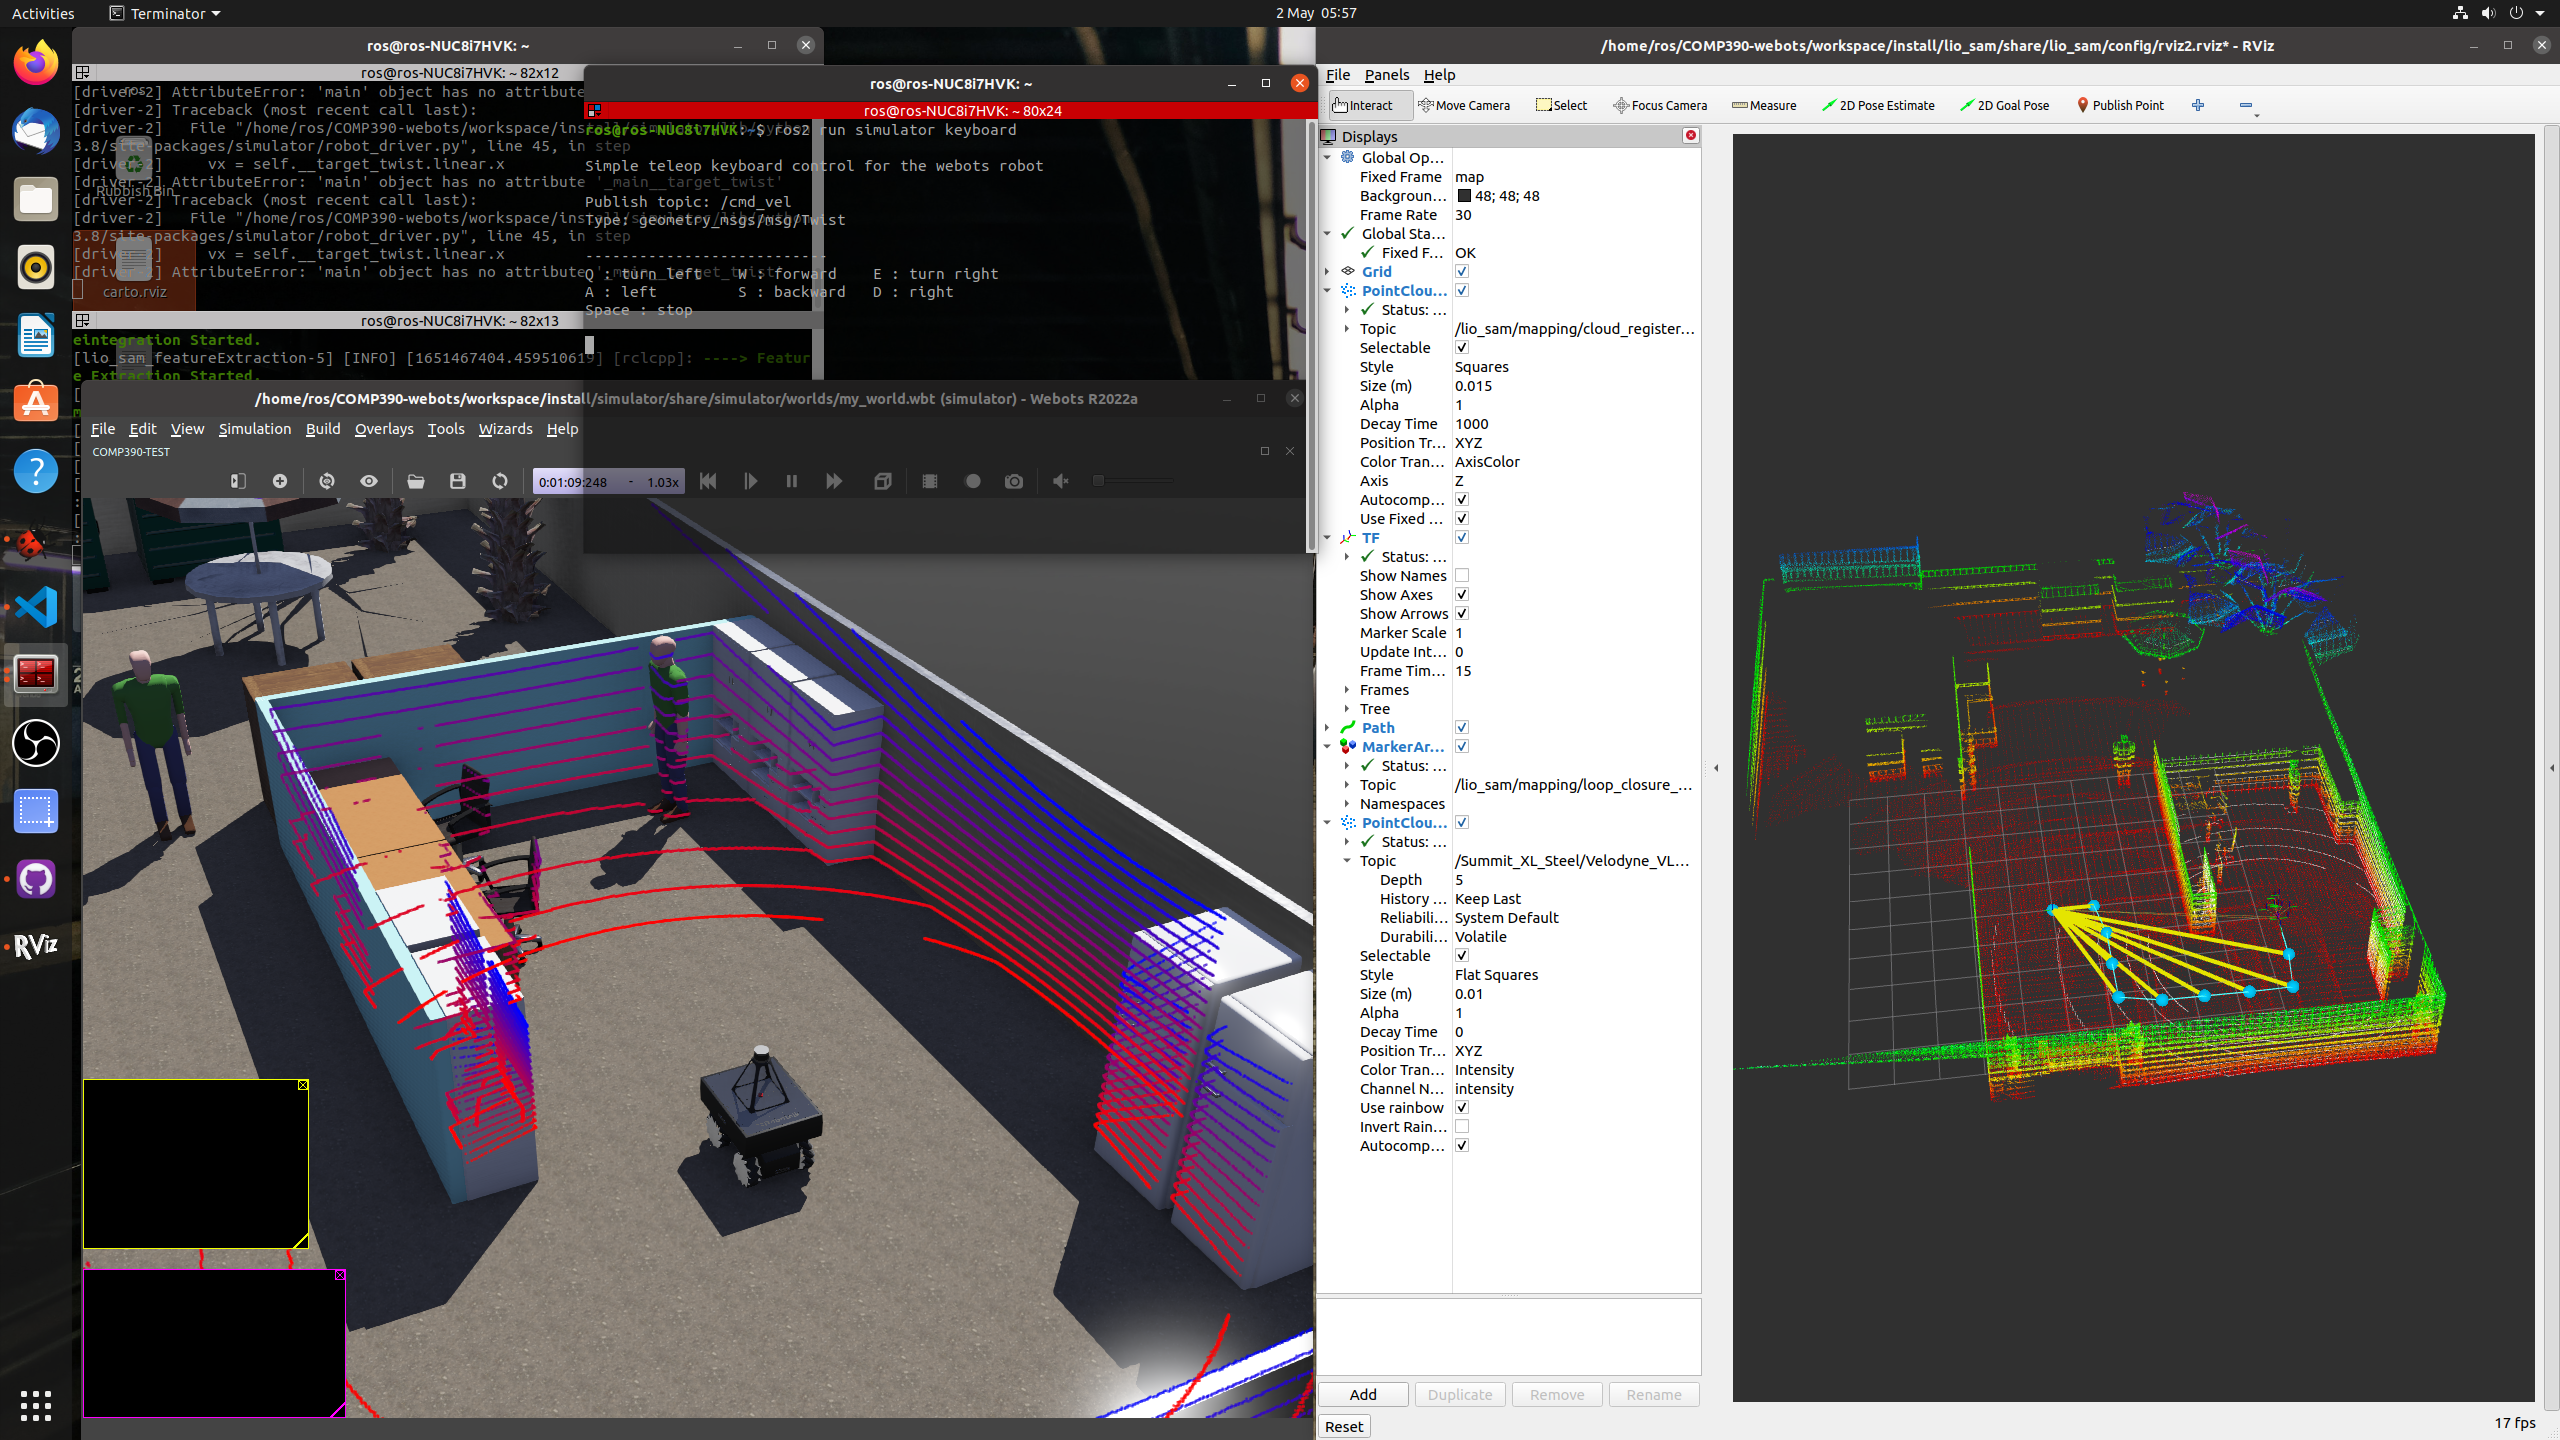 Activities
Terminator
2 May 05:57
ros@ros-NUC8i7HVK: ~
ros@ros-NUC8i7HVK: ~ 82x12
[driver-2] AttributeError: 'main' object has no attribute
[driver-2] Traceback (most recent call last):
[driver-2]   File "/home/ros/COMP390-webots/workspace/install/simulator/lib/python
3.8/site-packages/simulator/robot_driver.py", line 45, in step
[driver-2]     vx = self.__target_twist.linear.x
[driver-2] AttributeError: 'main' object has no attribute '_main__target_twist'
[driver-2] Traceback (most recent call last):
[driver-2]   File "/home/ros/COMP390-webots/workspace/install/simulator/lib/python
3.8/site-packages/simulator/robot_driver.py", line 45, in step
[driver-2]     vx = self.__target_twist.linear.x
[driver-2] AttributeError: 'main' object has no attribute '_main__target_twist'
ros
Rubbish Bin
carto.rviz
ros@ros-NUC8i7HVK: ~ 82x13
eintegration Started.
[lio_sam_featureExtraction-5] [INFO] [1651467404.459510619] [rclcpp]: ----> Featur
e Extraction Started.
ros@ros-NUC8i7HVK: ~
ros@ros-NUC8i7HVK: ~ 80x24
ros@ros-NUC8i7HVK:~$ ros2 run simulator keyboard
Simple teleop keyboard control for the webots robot
Publish topic: /cmd_vel
Type: geometry_msgs/msg/Twist
---------------------------
Q : turn left    W : forward    E : turn right
A : left         S : backward   D : right
Space : stop
/home/ros/COMP390-webots/workspace/install/simulator/share/simulator/worlds/my_world.wbt (simulator) - Webots R2022a
File Edit View Simulation Build Overlays Tools Wizards Help
COMP390-TEST
0:01:09:248 - 1.03x
RViz
/home/ros/COMP390-webots/workspace/install/lio_sam/share/lio_sam/config/rviz2.rviz* - RViz
File Panels Help
Interact Move Camera Select Focus Camera Measure 2D Pose Estimate 2D Goal Pose Publish Point
Displays
Global Op...
Fixed Frame map
Backgroun... 48; 48; 48
Frame Rate 30
Global Sta...
Fixed F... OK
Grid
PointClou...
Status: ...
Topic /lio_sam/mapping/cloud_register...
Selectable
Style Squares
Size (m) 0.015
Alpha 1
Decay Time 1000
Position Tr... XYZ
Color Tran... AxisColor
Axis Z
Autocomp...
Use Fixed ...
TF
Status: ...
Show Names
Show Axes
Show Arrows
Marker Scale 1
Update Int... 0
Frame Tim... 15
Frames
Tree
Path
MarkerAr...
Status: ...
Topic /lio_sam/mapping/loop_closure_...
Namespaces
PointClou...
Status: ...
Topic /Summit_XL_Steel/Velodyne_VL...
Depth 5
History ... Keep Last
Reliabili... System Default
Durabili... Volatile
Selectable
Style Flat Squares
Size (m) 0.01
Alpha 1
Decay Time 0
Position Tr... XYZ
Color Tran... Intensity
Channel N... intensity
Use rainbow
Invert Rain...
Autocomp...
Add Duplicate Remove Rename
Reset
17 fps